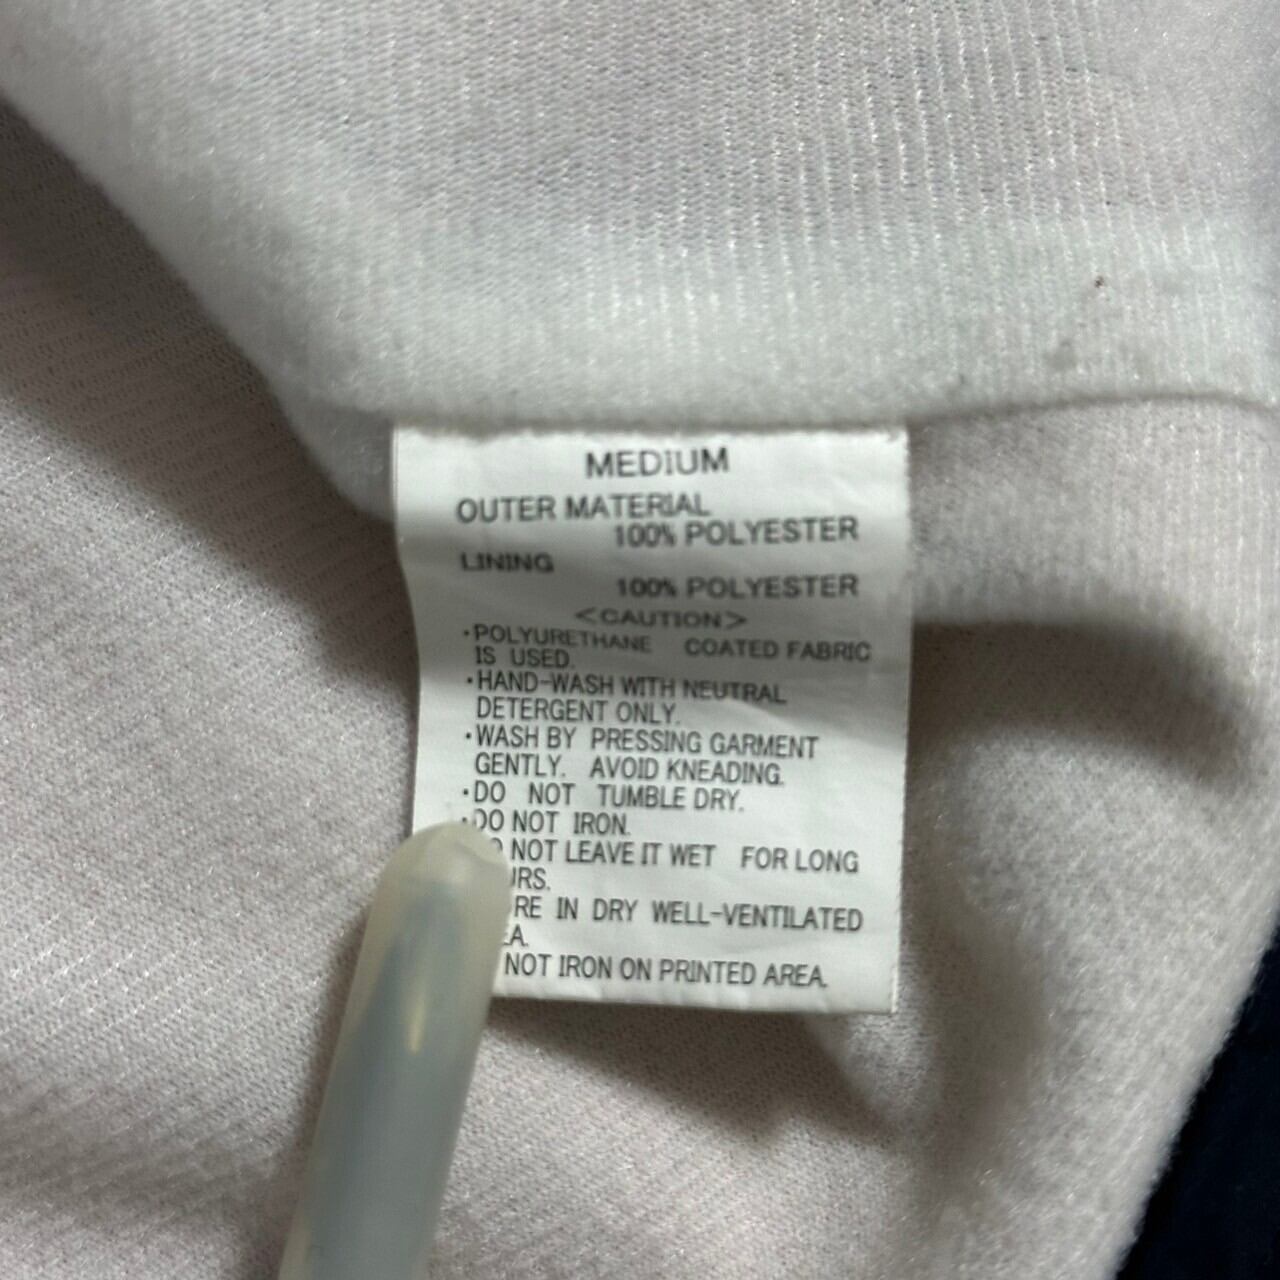 MEDIUM
OUTER MATERIAL
100% POLYESTER
LINING
100% POLYESTER
<CAUTION>
・POLYURETHANE COATED FABRIC
IS USED.
・HAND-WASH WITH NEUTRAL
DETERGENT ONLY.
・WASH BY PRESSING GARMENT
GENTLY. AVOID KNEADING.
・DO NOT TUMBLE DRY.
・DO NOT IRON.
NOT LEAVE IT WET FOR LONG
IN DRY WELL-VENTILATED
NOT IRON ON PRINTED AREA.